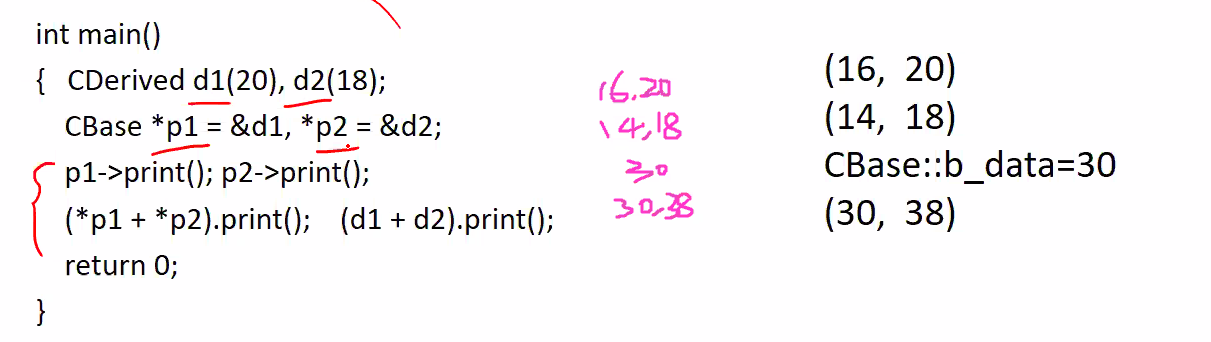 int main()
{ CDerived d1(20), d2(18);
CBase *p1 = &d1, *p2 = &d2;
p1->print(); p2->print();
(*p1 + *p2).print(); (d1 + d2).print();
return 0;
}
16.20
14,18
30
30,38
(16, 20)
(14, 18)
CBase::b_data=30
(30, 38)